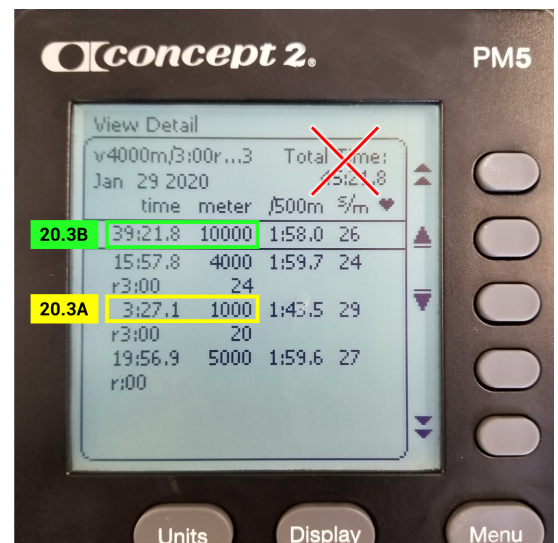 concept 2. PM5
View Detail
v4000m/3:00r...3 Total Time:
Jan 29 2020 45:21.8
time meter /500m s/m ♥
20.3B 39:21.8 10000 1:58.0 26
15:57.8 4000 1:59.7 24
r3:00 24
20.3A 3:27.1 1000 1:43.5 29
r3:00 20
19:56.9 5000 1:59.6 27
r:00
Units Display Menu